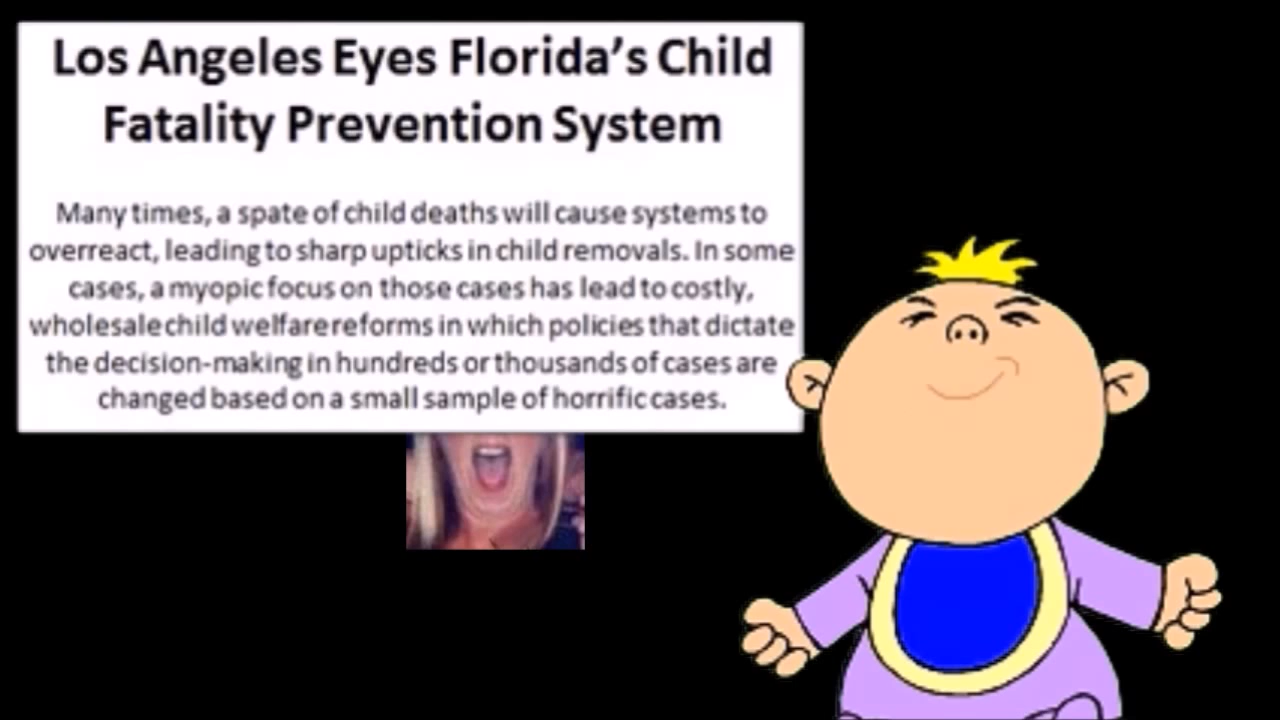 Los Angeles Eyes Florida’s Child
Fatality Prevention System
Many times, a spate of child deaths will cause systems to
overreact, leading to sharp upticks in child removals. In some
cases, a myopic focus on those cases has lead to costly,
wholesale child welfare reforms in which policies that dictate
the decision-making in hundreds or thousands of cases are
changed based on a small sample of horrific cases.